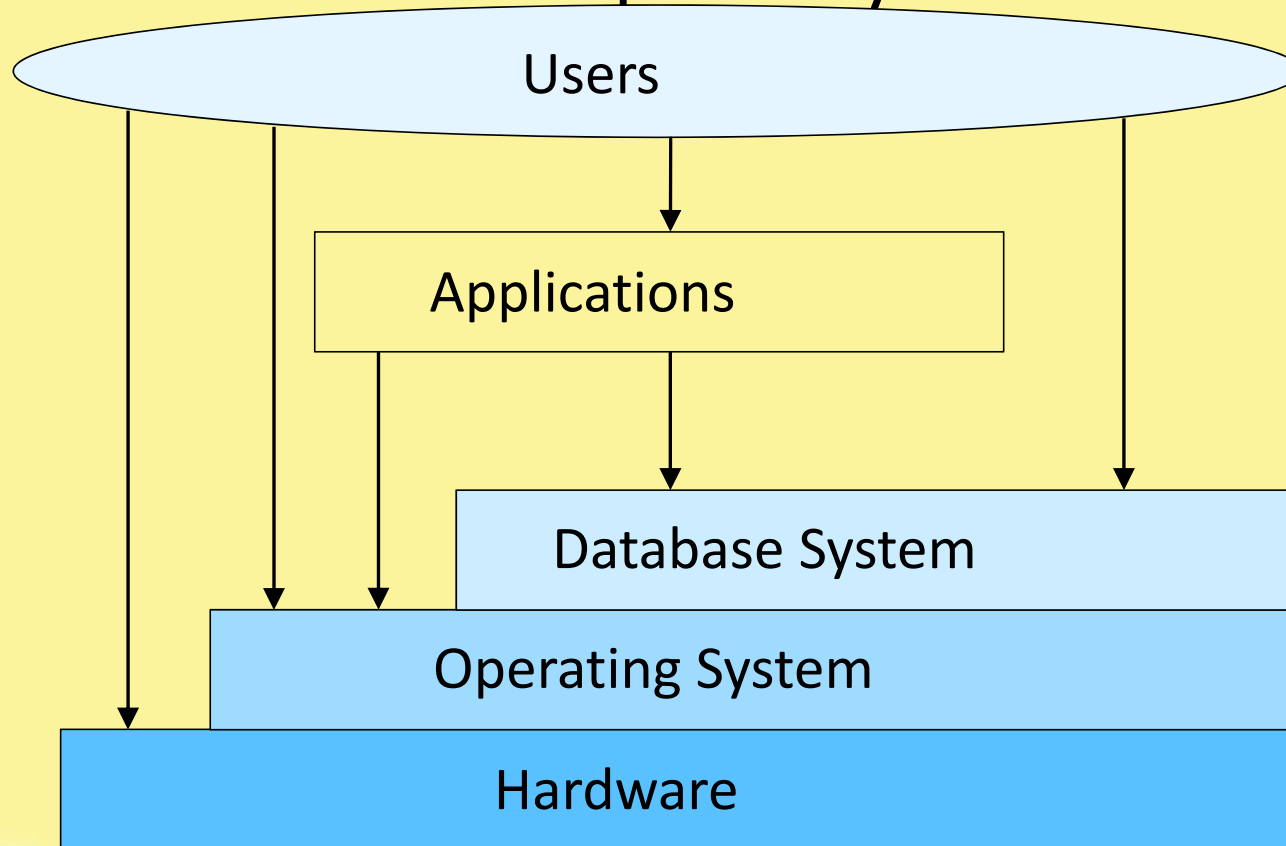 Users
Applications
Database System
Operating System
Hardware